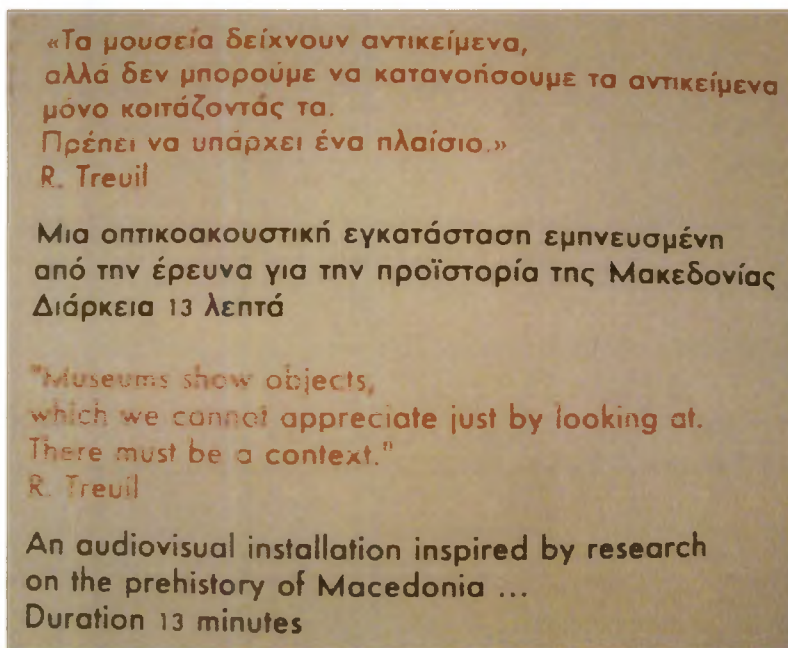 «Τα μουσεία δείχνουν αντικείμενα,
αλλά δεν μπορούμε να κατανοήσουμε τα αντικείμενα
μόνο κοιτάζοντάς τα.
Πρέπει να υπάρχει ένα πλαίσιο.»
R. Treuil
Μια οπτικοακουστική εγκατάσταση εμπνευσμένη
από την έρευνα για την προϊστορία της Μακεδονίας
Διάρκεια 13 λεπτά
"Museums show objects,
which we cannot appreciate just by looking at.
There must be a context."
R. Treuil
An audiovisual installation inspired by research
on the prehistory of Macedonia ...
Duration 13 minutes